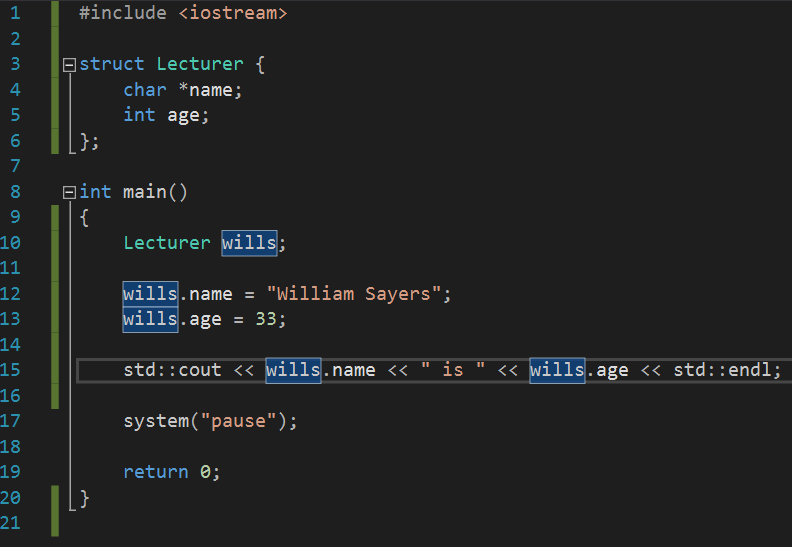 1 #include <iostream>
2
3 struct Lecturer {
4 char *name;
5 int age;
6 };
7
8 int main()
9 {
10 Lecturer wills;
11
12 wills.name = "William Sayers";
13 wills.age = 33;
14
15 std::cout << wills.name << " is " << wills.age << std::endl;
16
17 system("pause");
18
19 return 0;
20 }
21